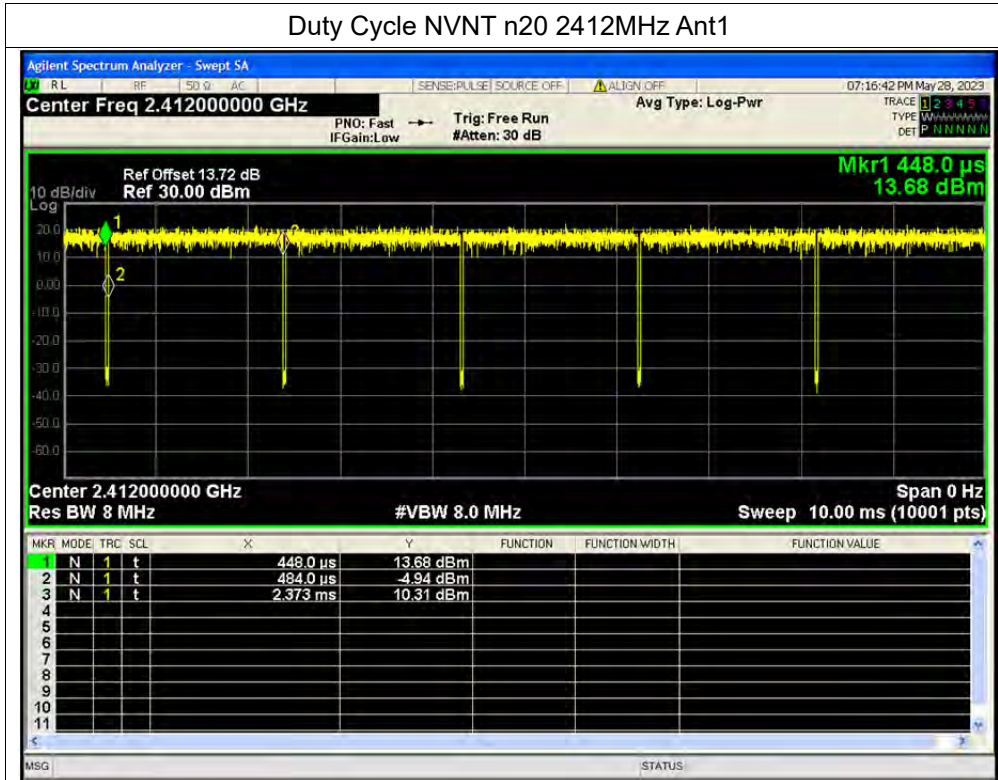 Duty Cycle NVNT n20 2412MHz Ant1
Agilent Spectrum Analyzer - Swept SA
RL RF 50 Ω AC SENSE:PULSE SOURCE OFF ALIGN OFF 07:16:42 PM May 28, 2023
Center Freq 2.412000000 GHz Avg Type: Log-Pwr TRACE 1 2 3 4 5
PNO: Fast Trig: Free Run TYPE W
IFGain:Low #Atten: 30 dB DET P N N N N N
Mkr1 448.0 µs
Ref Offset 13.72 dB 13.68 dBm
10 dB/div Ref 30.00 dBm
Log
20.0
10.0
0.00
-10.0
-20.0
-30.0
-40.0
-50.0
-60.0
1
2
Center 2.412000000 GHz Span 0 Hz
Res BW 8 MHz #VBW 8.0 MHz Sweep 10.00 ms (10001 pts)
MKR MODE TRC SCL X Y FUNCTION FUNCTION WIDTH FUNCTION VALUE
1 N 1 t 448.0 µs 13.68 dBm
2 N 1 t 484.0 µs -4.94 dBm
3 N 1 t 2.373 ms 10.31 dBm
4
5
6
7
8
9
10
11
MSG STATUS